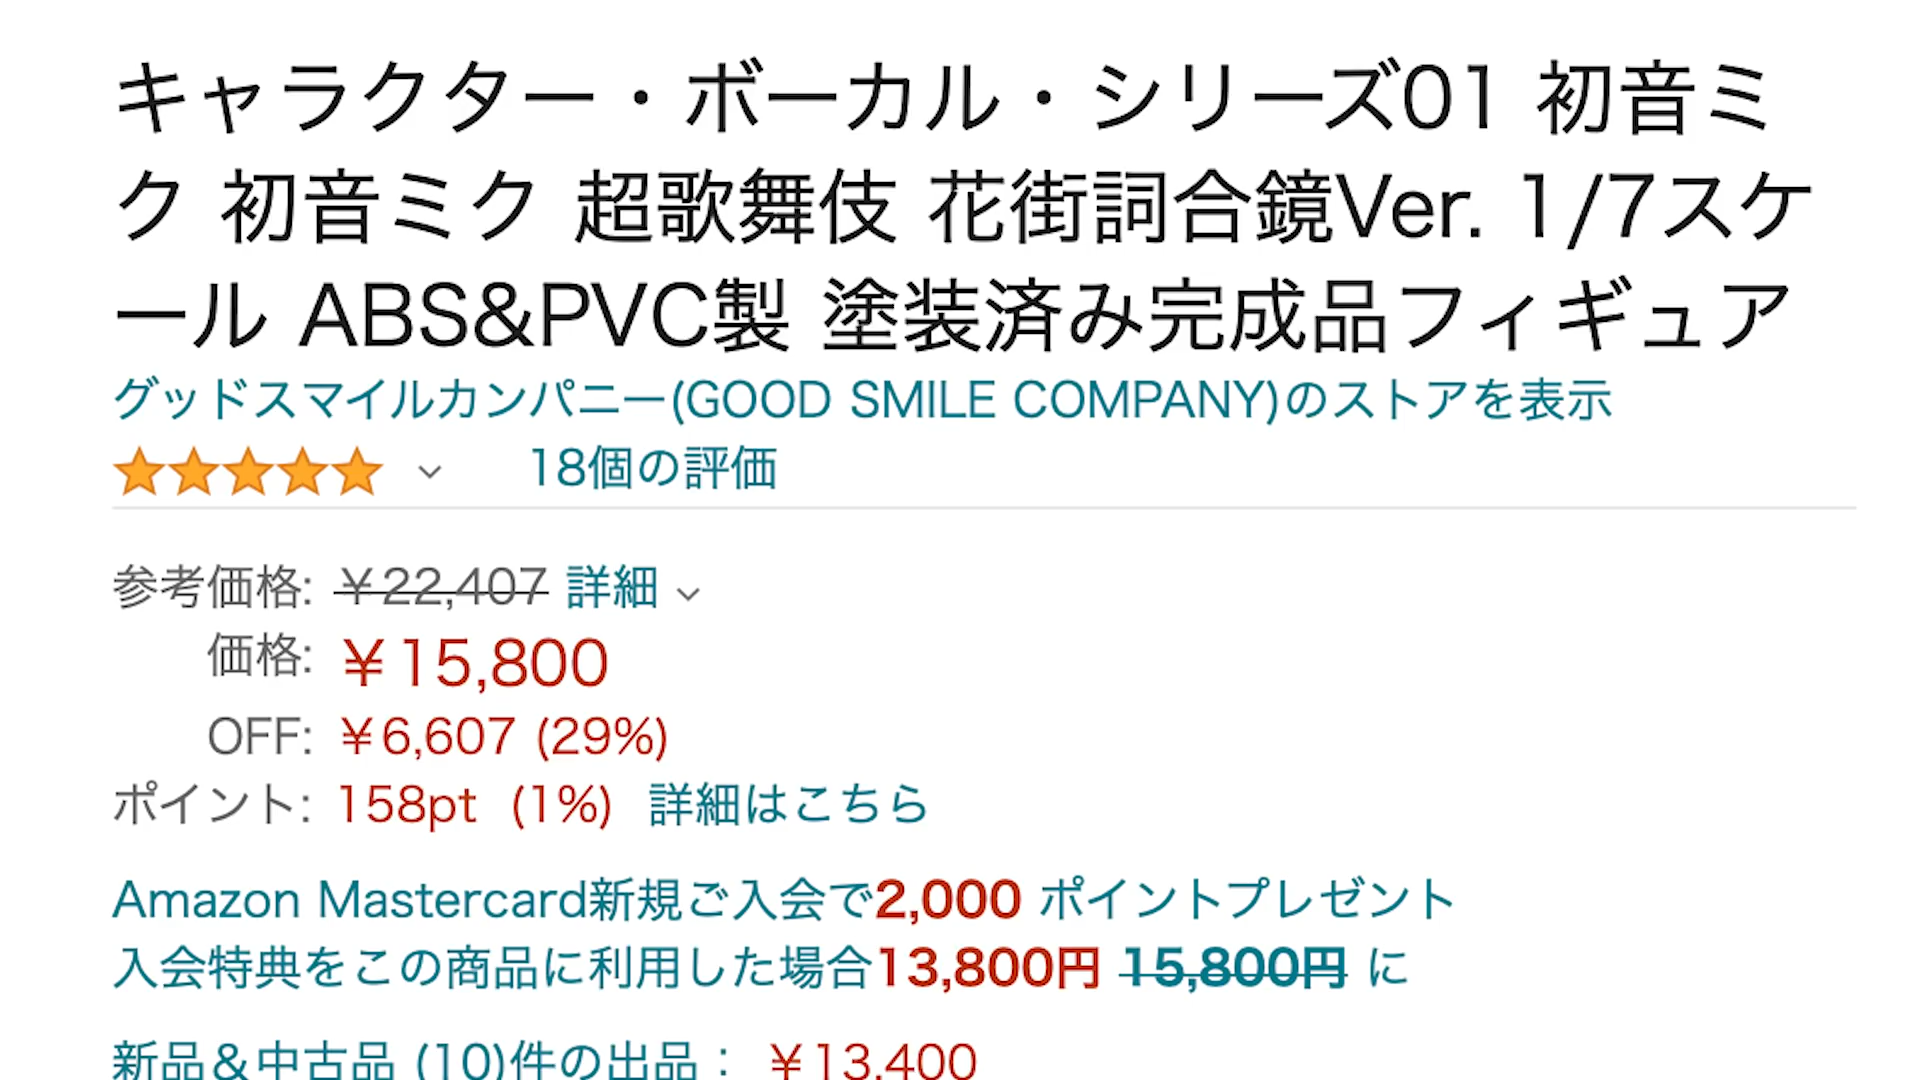 キャラクター・ボーカル・シリーズ01 初音ミ
ク 初音ミク 超歌舞伎 花街詞合鏡Ver. 1/7スケ
ール ABS&PVC製 塗装済み完成品フィギュア
グッドスマイルカンパニー(GOOD SMILE COMPANY)のストアを表示
18個の評価
参考価格: ￥22,407 詳細
価格: ￥15,800
OFF: ￥6,607 (29%)
ポイント: 158pt (1%) 詳細はこちら
Amazon Mastercard新規ご入会で2,000 ポイントプレゼント
入会特典をこの商品に利用した場合13,800円 15,800円 に
新品＆中古品 (10)件の出品： ￥13,400